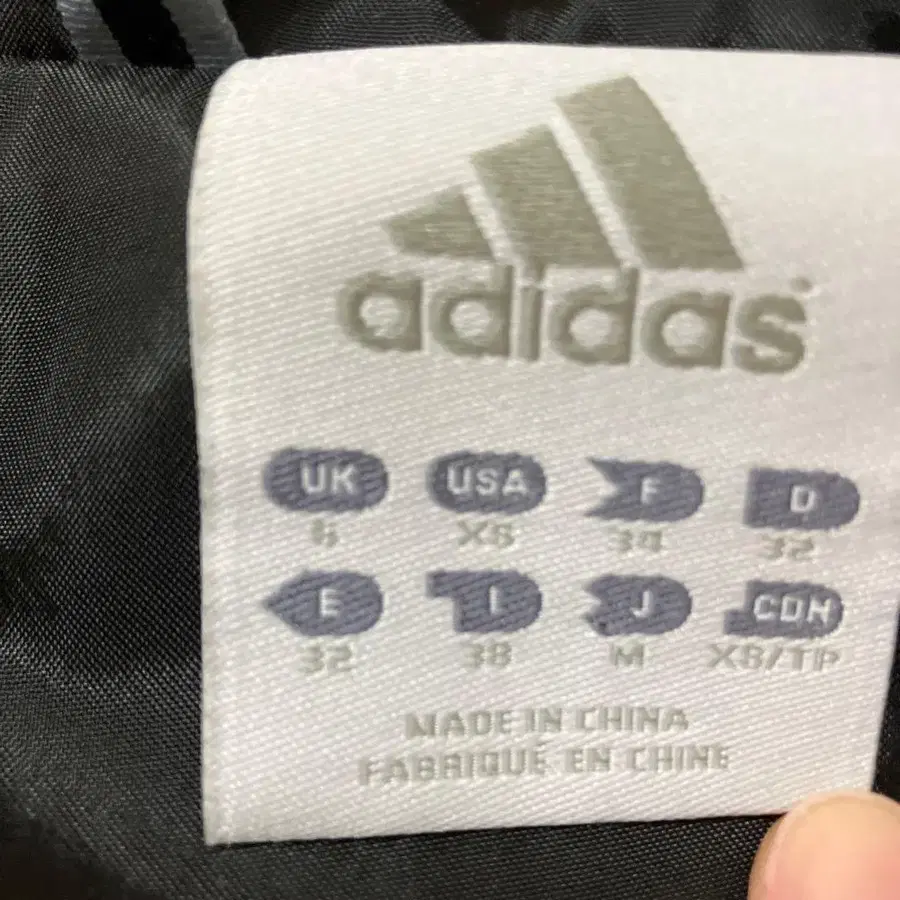 adidas
UK USA F D
6 XS 34 32
E I J CDN
32 38 M XS/TP
MADE IN CHINA
FABRIQUÉ EN CHINE